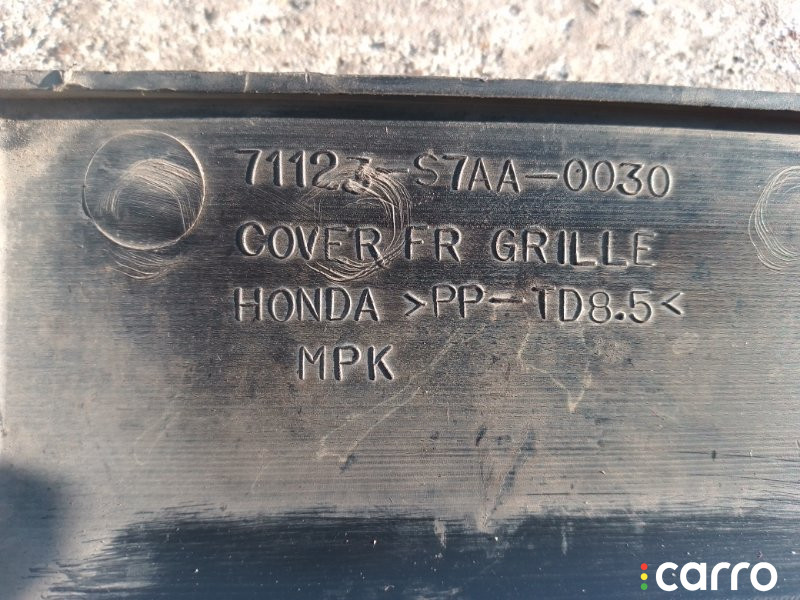 71123-S7AA-0030
COVER FR GRILLE
HONDA >PP-TD8.5<
MPK
carro